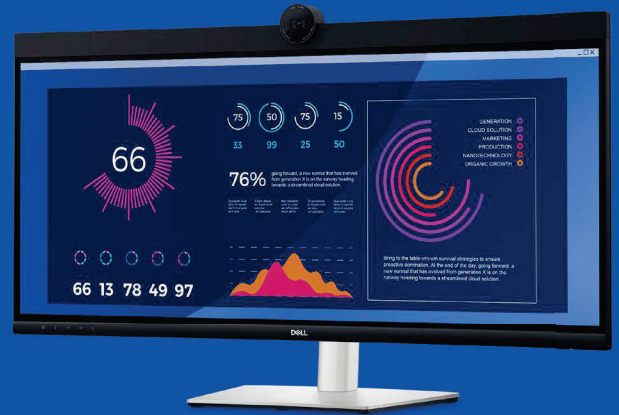 66
75 50 75 15
33 99 25 50
76%
going forward, a new normal that has evolved
from generation X is on the runway heading
towards a streamlined cloud solution.
66 13 78 49 97
GENERATION
CLOUD SOLUTION
MARKETING
PRODUCTION
NANOTECHNOLOGY
ORGANIC GROWTH
Bring to the table win-win survival strategies to ensure
proactive domination. At the end of the day, going forward, a
new normal that has evolved from generation X is on the
runway heading towards a streamlined cloud solution.
DELL